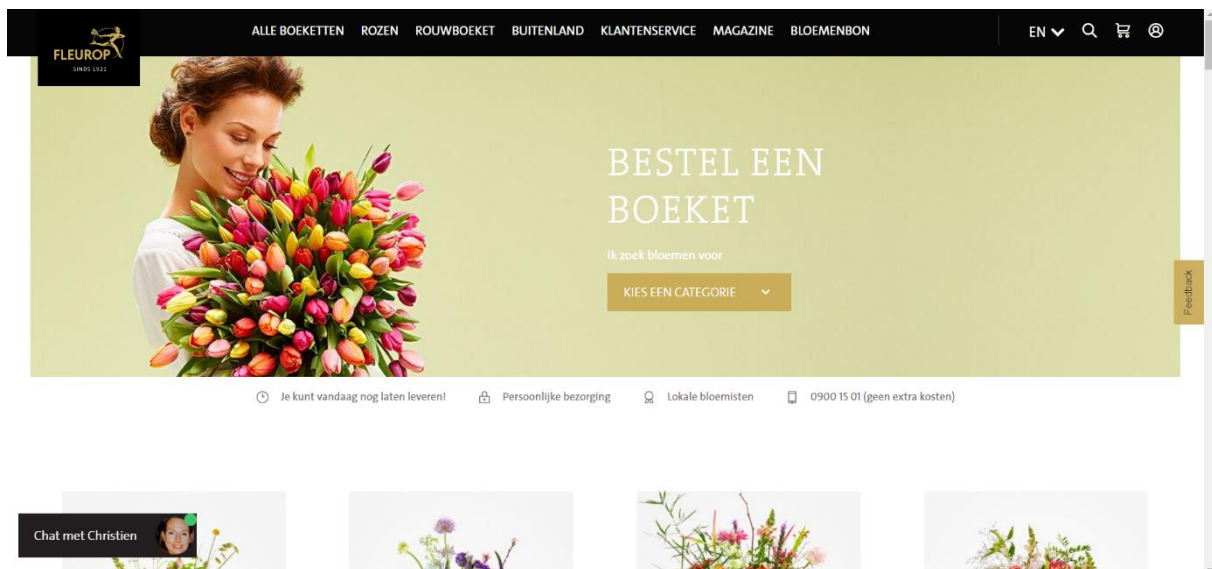 FLEUROP
SINDS 1921
ALLE BOEKETTEN ROZEN ROUWBOEKET BUITENLAND KLANTENSERVICE MAGAZINE BLOEMENBON
EN
BESTEL EEN
BOEKET
Ik zoek bloemen voor
KIES EEN CATEGORIE
Feedback
Je kunt vandaag nog laten leveren! Persoonlijke bezorging Lokale bloemisten 0900 15 01 (geen extra kosten)
Chat met Christien